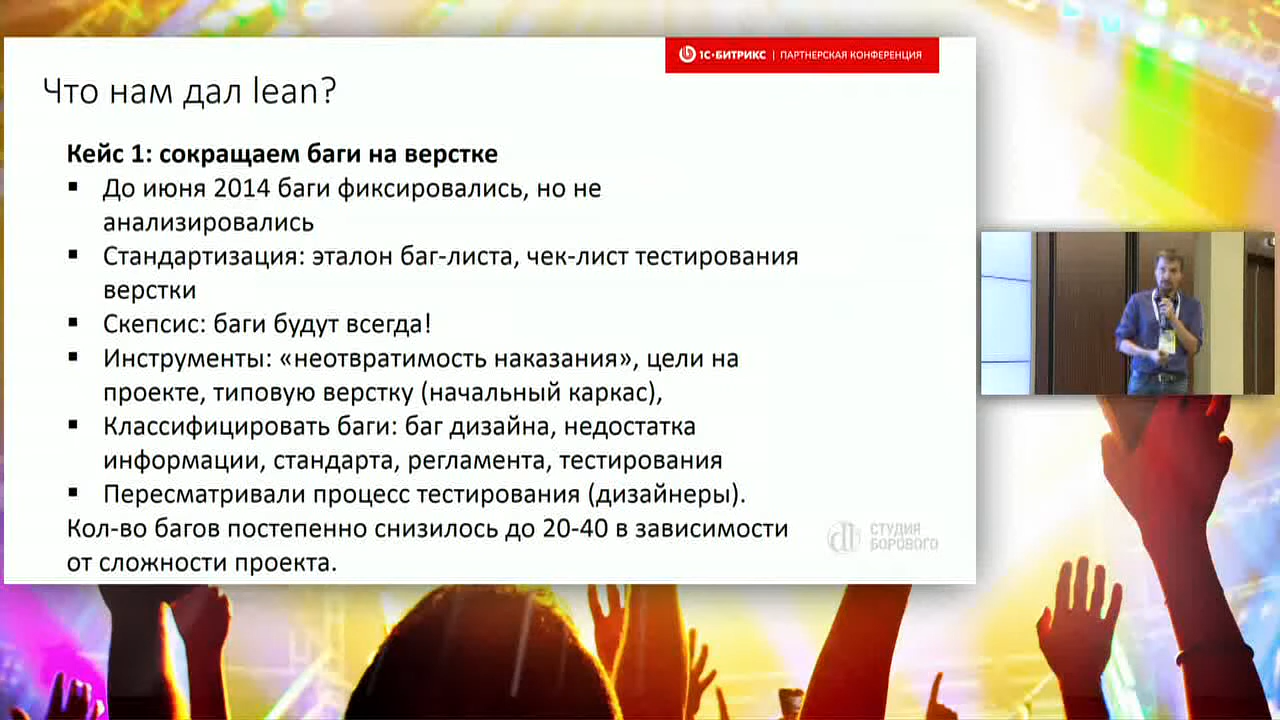 1С•БИТРИКС | ПАРТНЕРСКАЯ КОНФЕРЕНЦИЯ
Что нам дал lean?
Кейс 1: сокращаем баги на верстке
▪ До июня 2014 баги фиксировались, но не
анализировались
▪ Стандартизация: эталон баг-листа, чек-лист тестирования
верстки
▪ Скепсис: баги будут всегда!
▪ Инструменты: «неотвратимость наказания», цели на
проекте, типовую верстку (начальный каркас),
▪ Классифицировать баги: баг дизайна, недостатка
информации, стандарта, регламента, тестирования
▪ Пересматривали процесс тестирования (дизайнеры).
Кол-во багов постепенно снизилось до 20-40 в зависимости
от сложности проекта.
СТУДИЯ
БОРОВОГО